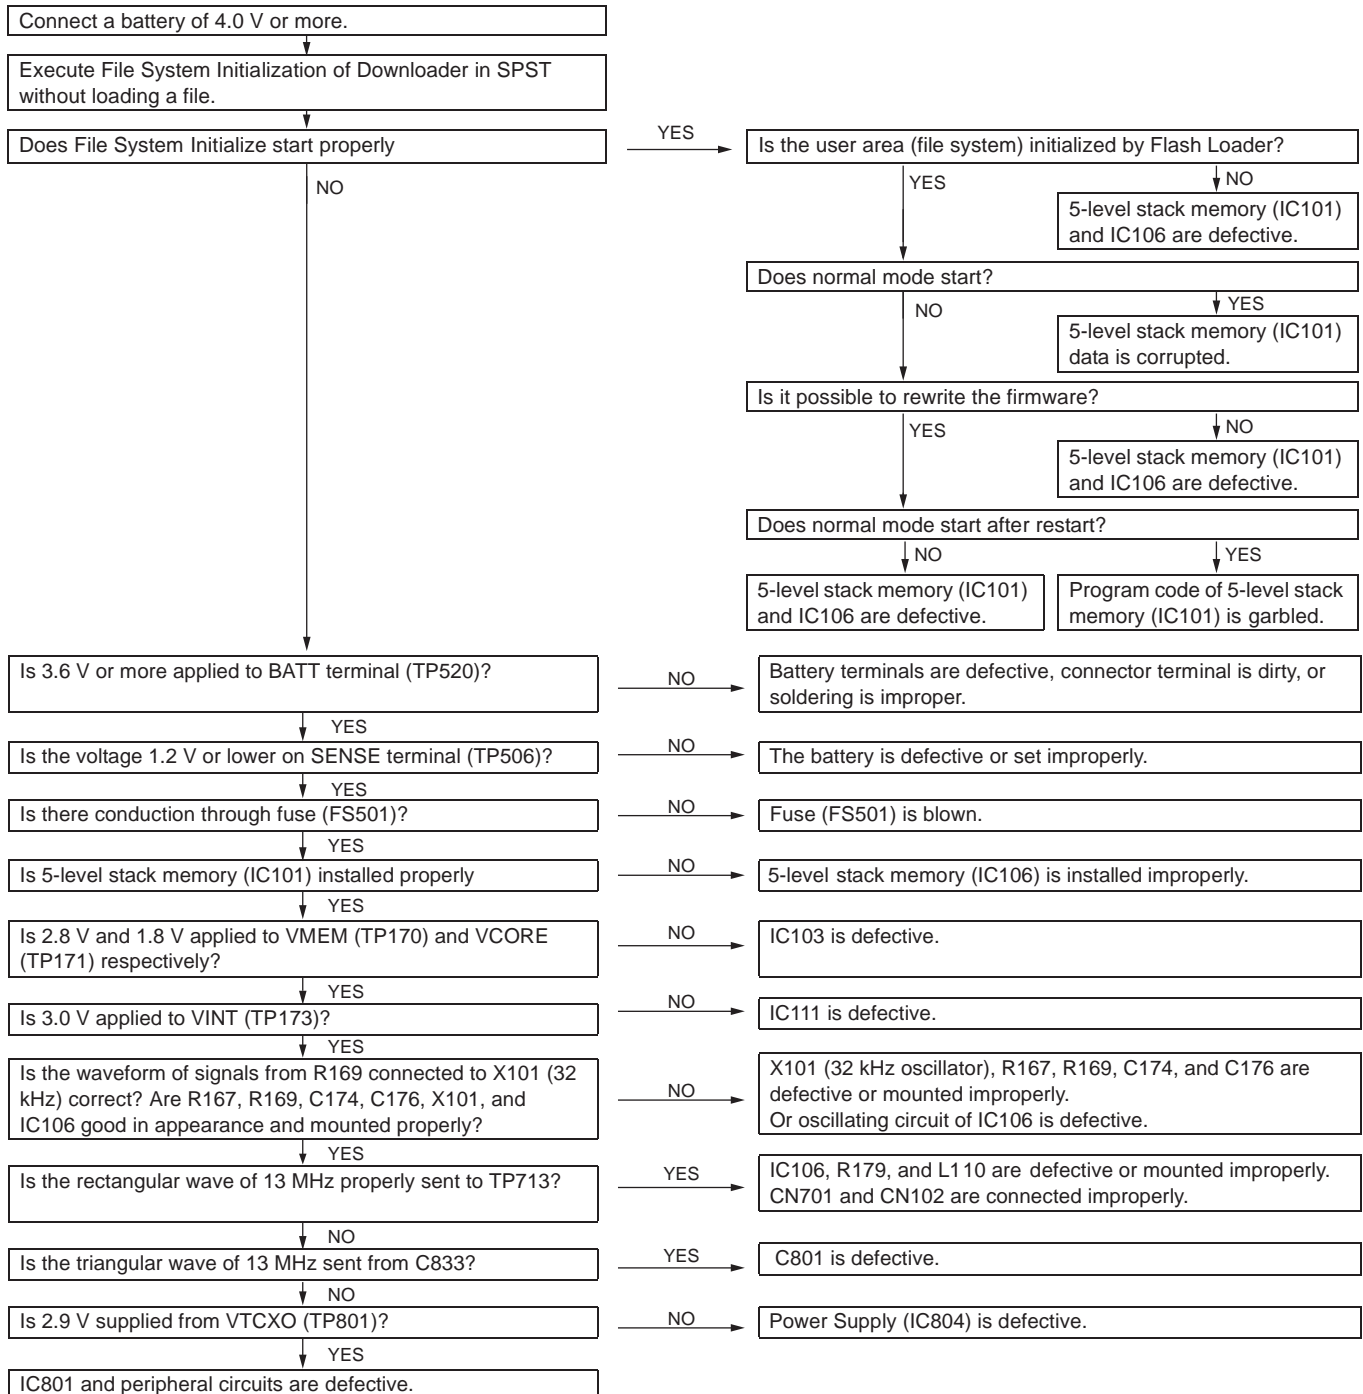 Connect a battery of 4.0 V or more.
Execute File System Initialization of Downloader in SPST
without loading a file.
Does File System Initialize start properly
YES
Is the user area (file system) initialized by Flash Loader?
NO
YES
NO
5-level stack memory (IC101)
and IC106 are defective.
Does normal mode start?
NO
YES
5-level stack memory (IC101)
data is corrupted.
Is it possible to rewrite the firmware?
YES
NO
5-level stack memory (IC101)
and IC106 are defective.
Does normal mode start after restart?
NO
YES
5-level stack memory (IC101)
and IC106 are defective.
Program code of 5-level stack
memory (IC101) is garbled.
Is 3.6 V or more applied to BATT terminal (TP520)?
NO
Battery terminals are defective, connector terminal is dirty, or
soldering is improper.
YES
Is the voltage 1.2 V or lower on SENSE terminal (TP506)?
NO
The battery is defective or set improperly.
YES
Is there conduction through fuse (FS501)?
NO
Fuse (FS501) is blown.
YES
Is 5-level stack memory (IC101) installed properly
NO
5-level stack memory (IC106) is installed improperly.
YES
Is 2.8 V and 1.8 V applied to VMEM (TP170) and VCORE
(TP171) respectively?
NO
IC103 is defective.
YES
Is 3.0 V applied to VINT (TP173)?
NO
IC111 is defective.
YES
Is the waveform of signals from R169 connected to X101 (32
kHz) correct? Are R167, R169, C174, C176, X101, and
IC106 good in appearance and mounted properly?
NO
X101 (32 kHz oscillator), R167, R169, C174, and C176 are
defective or mounted improperly.
Or oscillating circuit of IC106 is defective.
YES
Is the rectangular wave of 13 MHz properly sent to TP713?
YES
IC106, R179, and L110 are defective or mounted improperly.
CN701 and CN102 are connected improperly.
NO
Is the triangular wave of 13 MHz sent from C833?
YES
C801 is defective.
NO
Is 2.9 V supplied from VTCXO (TP801)?
NO
Power Supply (IC804) is defective.
YES
IC801 and peripheral circuits are defective.